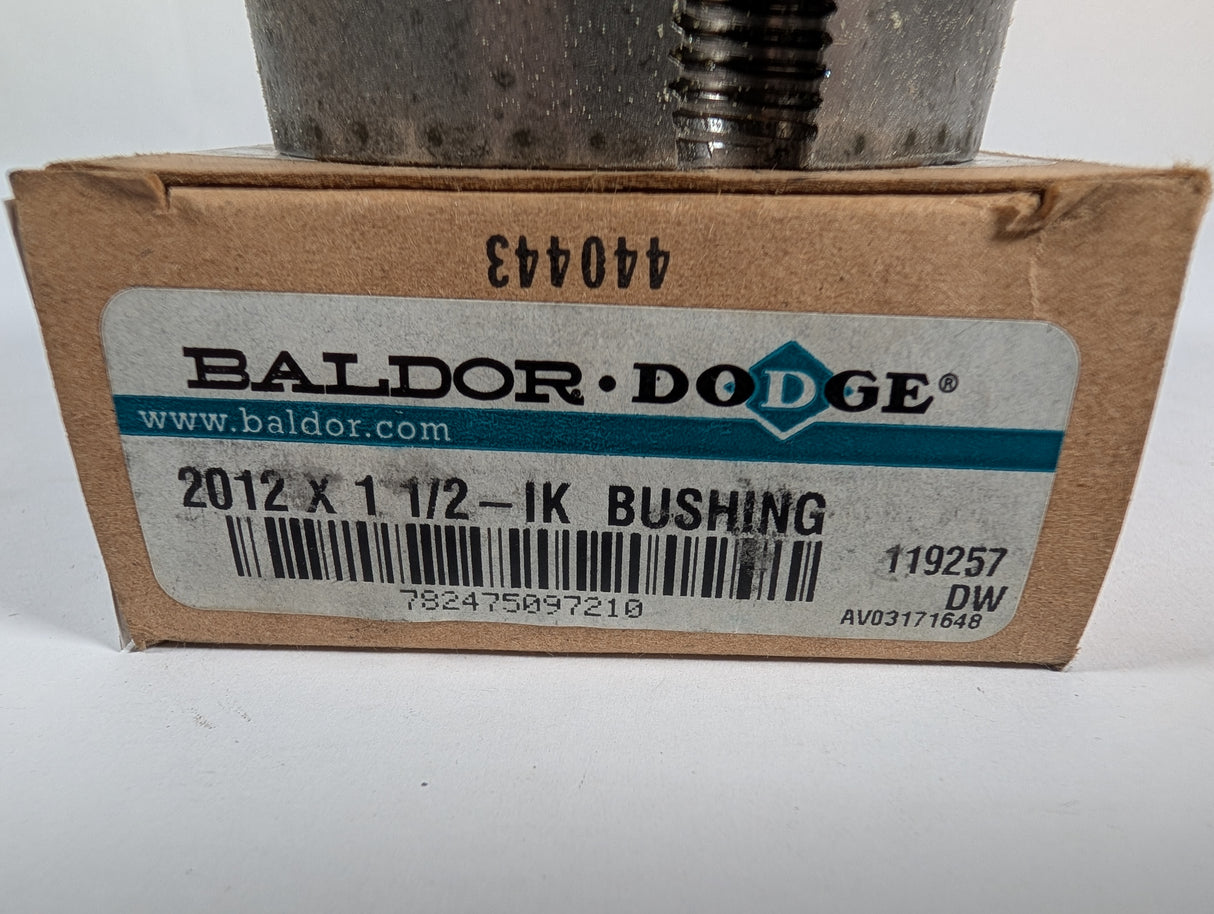 440443
BALDOR • DODGE®
www.baldor.com
2012 X 1 1/2 – IK BUSHING
782475097210
119257
DW
AV03171648